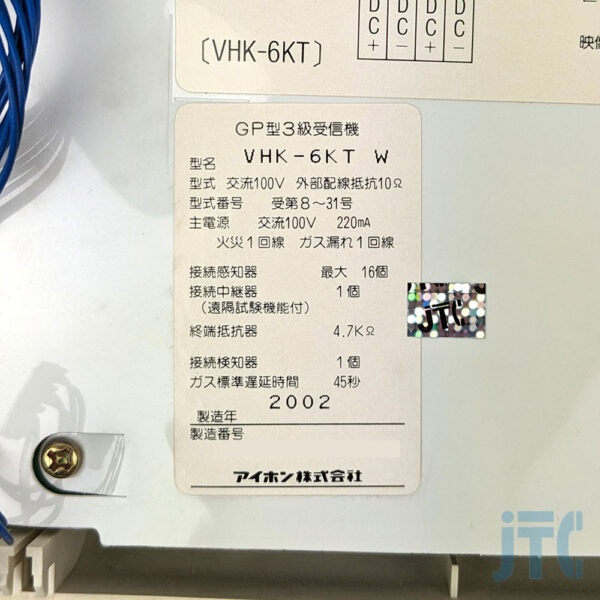 〔VHK-6KT〕
DC+ DC- DC+ DC-
映像
GP型3級受信機
型名 VHK-6KT W
型式 交流100V 外部配線抵抗10Ω
型式番号 受第8〜31号
主電源 交流100V 220mA
火災1回線 ガス漏れ1回線
接続感知器 最大 16個
接続中継器 1個
(遠隔試験機能付)
終端抵抗器 4.7KΩ
接続検知器 1個
ガス標準遅延時間 45秒
製造年 2002
製造番号
アイホン株式会社
JTC
JTC